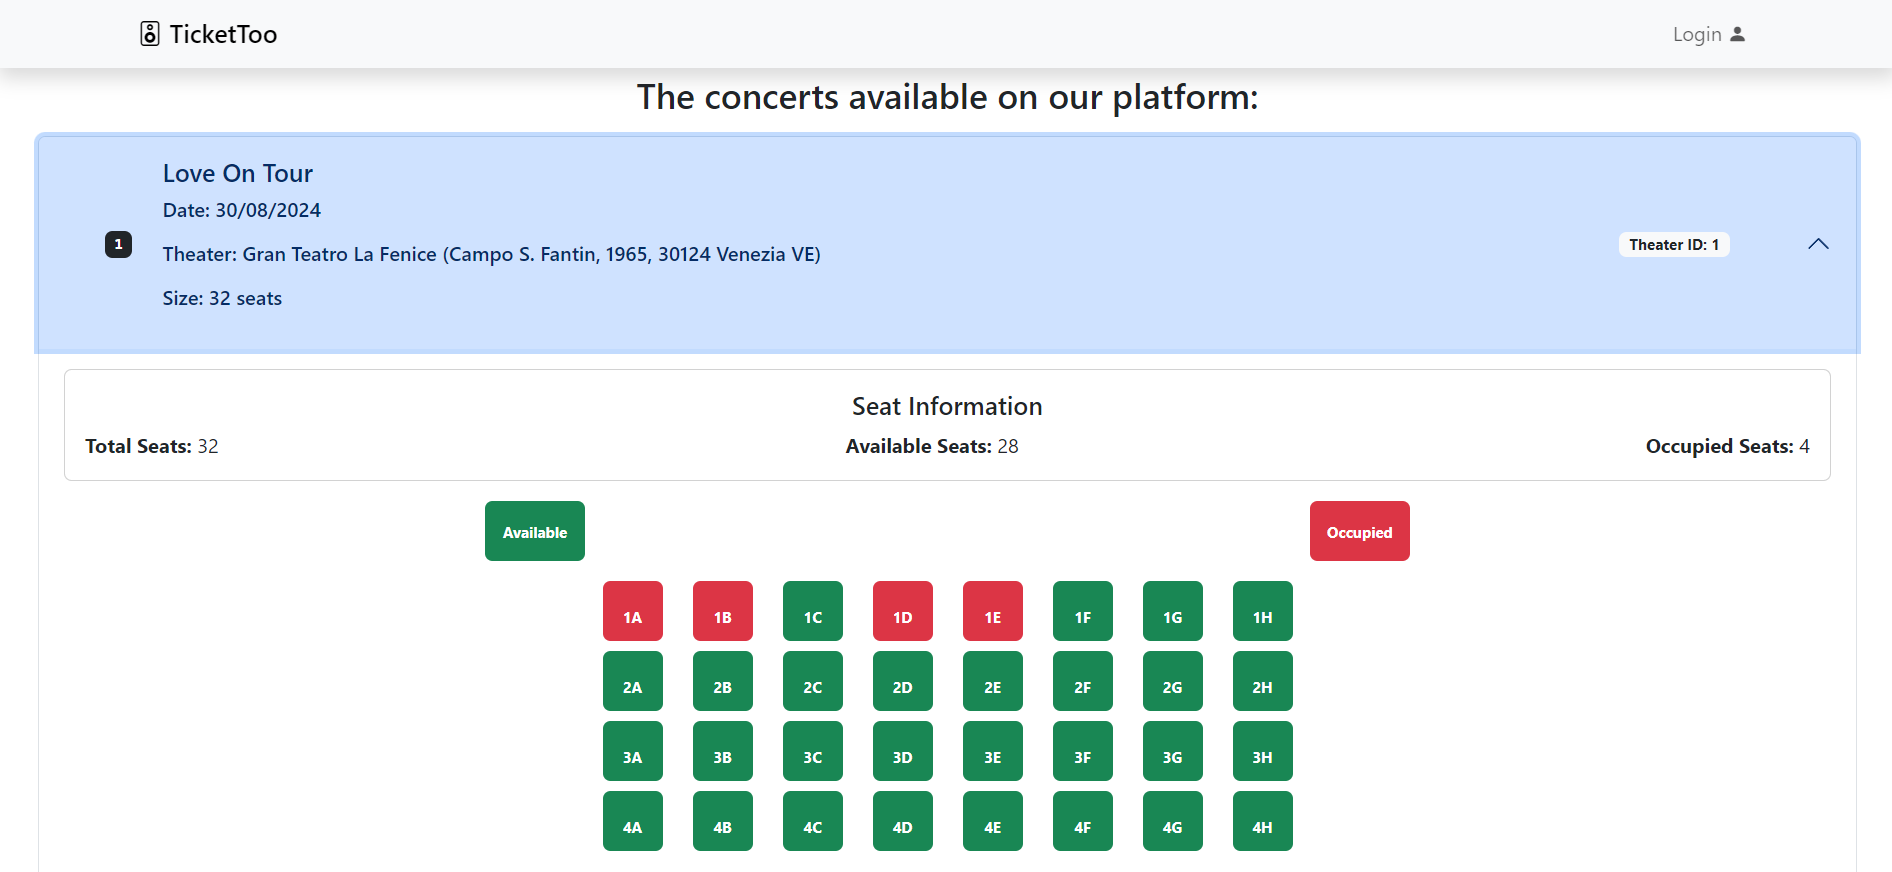 TicketToo
Login
The concerts available on our platform:
Love On Tour
Date: 30/08/2024
1
Theater: Gran Teatro La Fenice (Campo S. Fantin, 1965, 30124 Venezia VE)
Theater ID: 1
Size: 32 seats
Seat Information
Total Seats: 32 Available Seats: 28 Occupied Seats: 4
Available Occupied
1A 1B 1C 1D 1E 1F 1G 1H
2A 2B 2C 2D 2E 2F 2G 2H
3A 3B 3C 3D 3E 3F 3G 3H
4A 4B 4C 4D 4E 4F 4G 4H